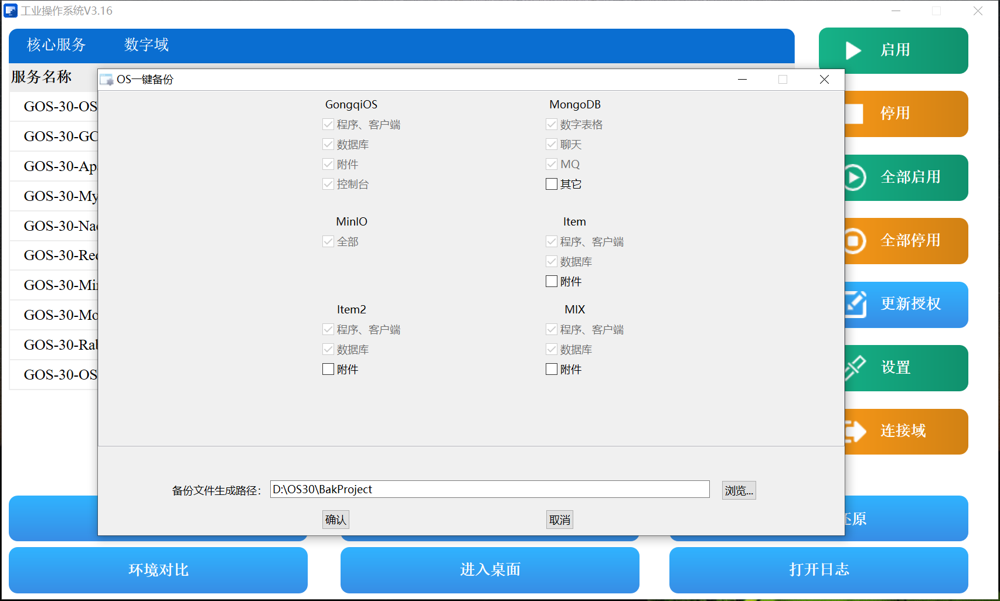 工业操作系统V3.16
核心服务 数字域
服务名称
GOS-30-OS
GOS-30-GO
GOS-30-Ap
GOS-30-My
GOS-30-Nac
GOS-30-Red
GOS-30-Min
GOS-30-Mo
GOS-30-Rab
GOS-30-OS
启用
停用
全部启用
全部停用
更新授权
设置
连接域
OS一键备份
GongqiOS
程序、客户端
数据库
附件
控制台
MongoDB
数字表格
聊天
MQ
其它
MinIO
全部
Item
程序、客户端
数据库
附件
Item2
程序、客户端
数据库
附件
MIX
程序、客户端
数据库
附件
备份文件生成路径： D:\OS30\BakProject 浏览...
确认 取消
还原
环境对比 进入桌面 打开日志